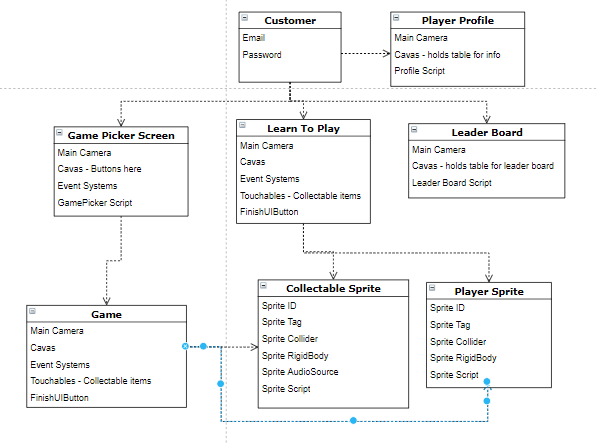 Customer
Email
Password
Player Profile
Main Camera
Cavas - holds table for info
Profile Script
Game Picker Screen
Main Camera
Cavas - Buttons here
Event Systems
GamePicker Script
Learn To Play
Main Camera
Cavas
Event Systems
Touchables - Collectable items
FinishUIButton
Leader Board
Main Camera
Cavas - holds table for leader board
Leader Board Script
Game
Main Camera
Cavas
Event Systems
Touchables - Collectable items
FinishUIButton
Collectable Sprite
Sprite ID
Sprite Tag
Sprite Collider
Sprite RigidBody
Sprite AudioSource
Sprite Script
Player Sprite
Sprite ID
Sprite Tag
Sprite Collider
Sprite RigidBody
Sprite Script